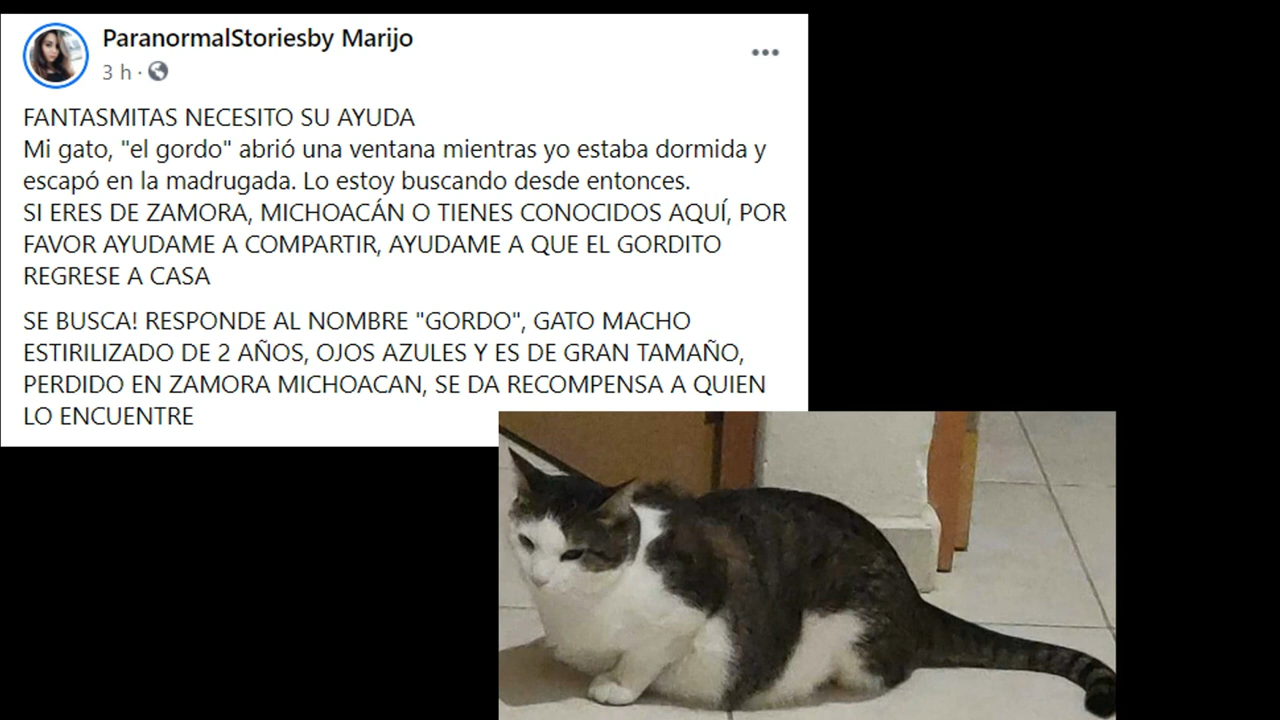 ParanormalStoriesby Marijo
3 h ·
FANTASMITAS NECESITO SU AYUDA
Mi gato, "el gordo" abrió una ventana mientras yo estaba dormida y
escapó en la madrugada. Lo estoy buscando desde entonces.
SI ERES DE ZAMORA, MICHOACÁN O TIENES CONOCIDOS AQUÍ, POR
FAVOR AYUDAME A COMPARTIR, AYUDAME A QUE EL GORDITO
REGRESE A CASA
SE BUSCA! RESPONDE AL NOMBRE "GORDO", GATO MACHO
ESTIRILIZADO DE 2 AÑOS, OJOS AZULES Y ES DE GRAN TAMAÑO,
PERDIDO EN ZAMORA MICHOACAN, SE DA RECOMPENSA A QUIEN
LO ENCUENTRE